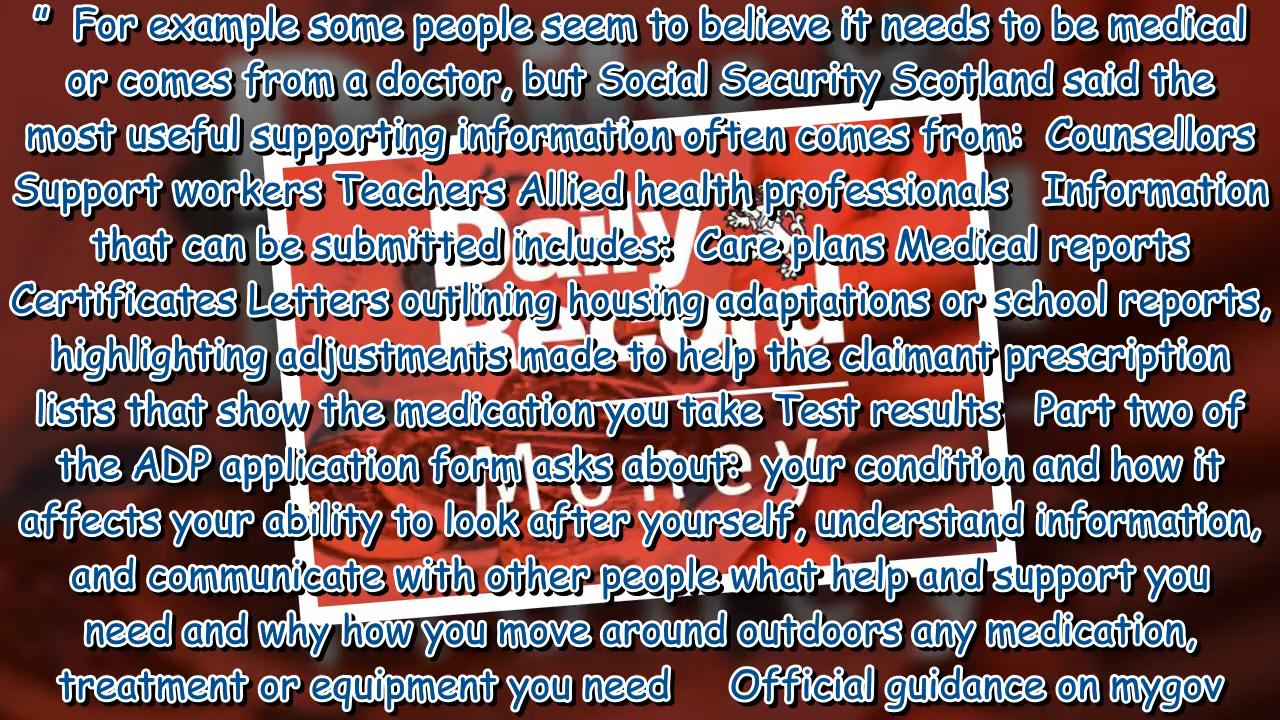 ” For example some people seem to believe it needs to be medical
or comes from a doctor, but Social Security Scotland said the
most useful supporting information often comes from: Counsellors
Support workers Teachers Allied health professionals Information
that can be submitted includes: Care plans Medical reports
Certificates Letters outlining housing adaptations or school reports,
highlighting adjustments made to help the claimant prescription
lists that show the medication you take Test results Part two of
the ADP application form asks about: your condition and how it
affects your ability to look after yourself, understand information,
and communicate with other people what help and support you
need and why how you move around outdoors any medication,
treatment or equipment you need Official guidance on mygov
Daily
Record
Money